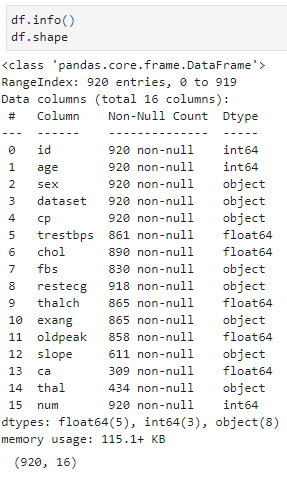 df.info()
df.shape
<class 'pandas.core.frame.DataFrame'>
RangeIndex: 920 entries, 0 to 919
Data columns (total 16 columns):
 #   Column    Non-Null Count  Dtype
---  ------    --------------  -----
 0   id        920 non-null    int64
 1   age       920 non-null    int64
 2   sex       920 non-null    object
 3   dataset   920 non-null    object
 4   cp        920 non-null    object
 5   trestbps  861 non-null    float64
 6   chol      890 non-null    float64
 7   fbs       830 non-null    object
 8   restecg   918 non-null    object
 9   thalch    865 non-null    float64
 10  exang     865 non-null    object
 11  oldpeak   858 non-null    float64
 12  slope     611 non-null    object
 13  ca        309 non-null    float64
 14  thal      434 non-null    object
 15  num       920 non-null    int64
dtypes: float64(5), int64(3), object(8)
memory usage: 115.1+ KB
(920, 16)